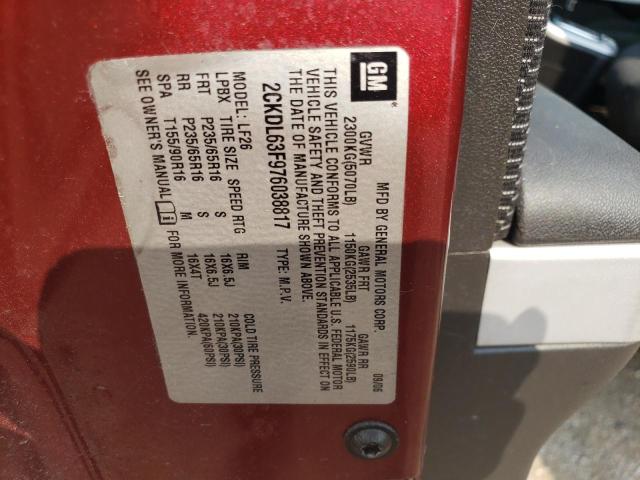 GM
MFD BY GENERAL MOTORS CORP 09/06
GVWR GAWR FRT GAWR RR
2300KG(5070LB) 1150KG(2535LB) 1175KG(2590LB)
THIS VEHICLE CONFORMS TO ALL APPLICABLE U.S. FEDERAL MOTOR
VEHICLE SAFETY AND THEFT PREVENTION STANDARDS IN EFFECT ON
THE DATE OF MANUFACTURE SHOWN ABOVE.
2CKDL63F976038817 TYPE: M.P.V.
MODEL: LF26
LPBX TIRE SIZE SPEED RTG RIM COLD TIRE PRESSURE
FRT P235/65R16 S 16X6.5J 210KPA(30PSI)
RR P235/65R16 S 16X6.5J 210KPA(30PSI)
SPA T155/90R16 M 16X4T 420KPA(60PSI)
SEE OWNER'S MANUAL FOR MORE INFORMATION.